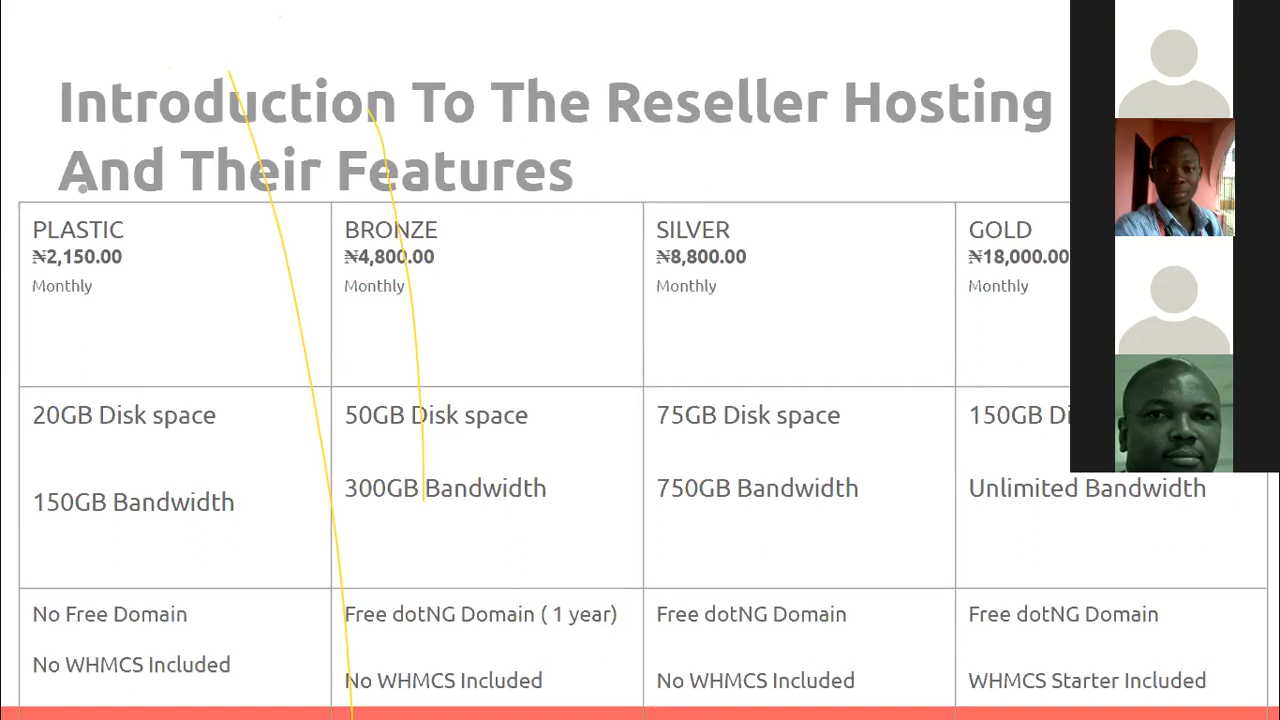 Introduction To The Reseller Hosting
And Their Features
PLASTIC
₦2,150.00
Monthly
BRONZE
₦4,800.00
Monthly
SILVER
₦8,800.00
Monthly
GOLD
₦18,000.00
Monthly
20GB Disk space
150GB Bandwidth
50GB Disk space
300GB Bandwidth
75GB Disk space
750GB Bandwidth
150GB
Unlimited Bandwidth
No Free Domain
No WHMCS Included
Free dotNG Domain ( 1 year)
No WHMCS Included
Free dotNG Domain
No WHMCS Included
Free dotNG Domain
WHMCS Starter Included